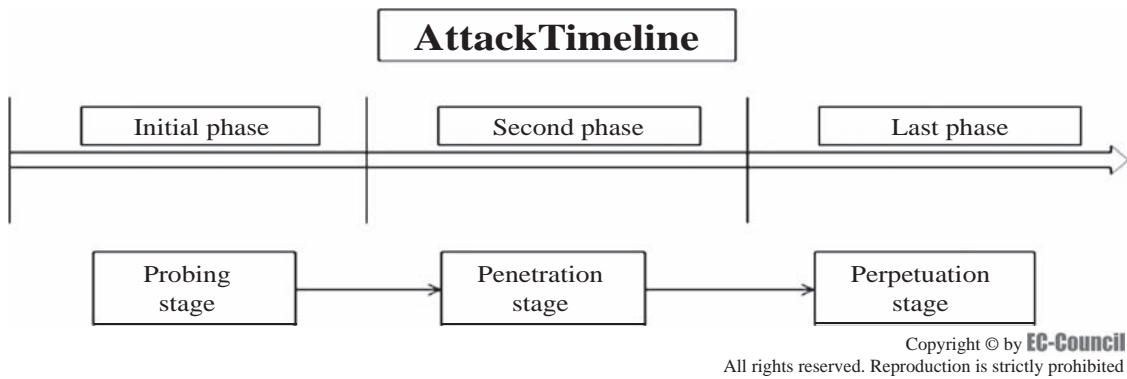 AttackTimeline
Initial phase
Second phase
Last phase
Probing
stage
Penetration
stage
Perpetuation
stage
Copyright © by EC-Council
All rights reserved. Reproduction is strictly prohibited